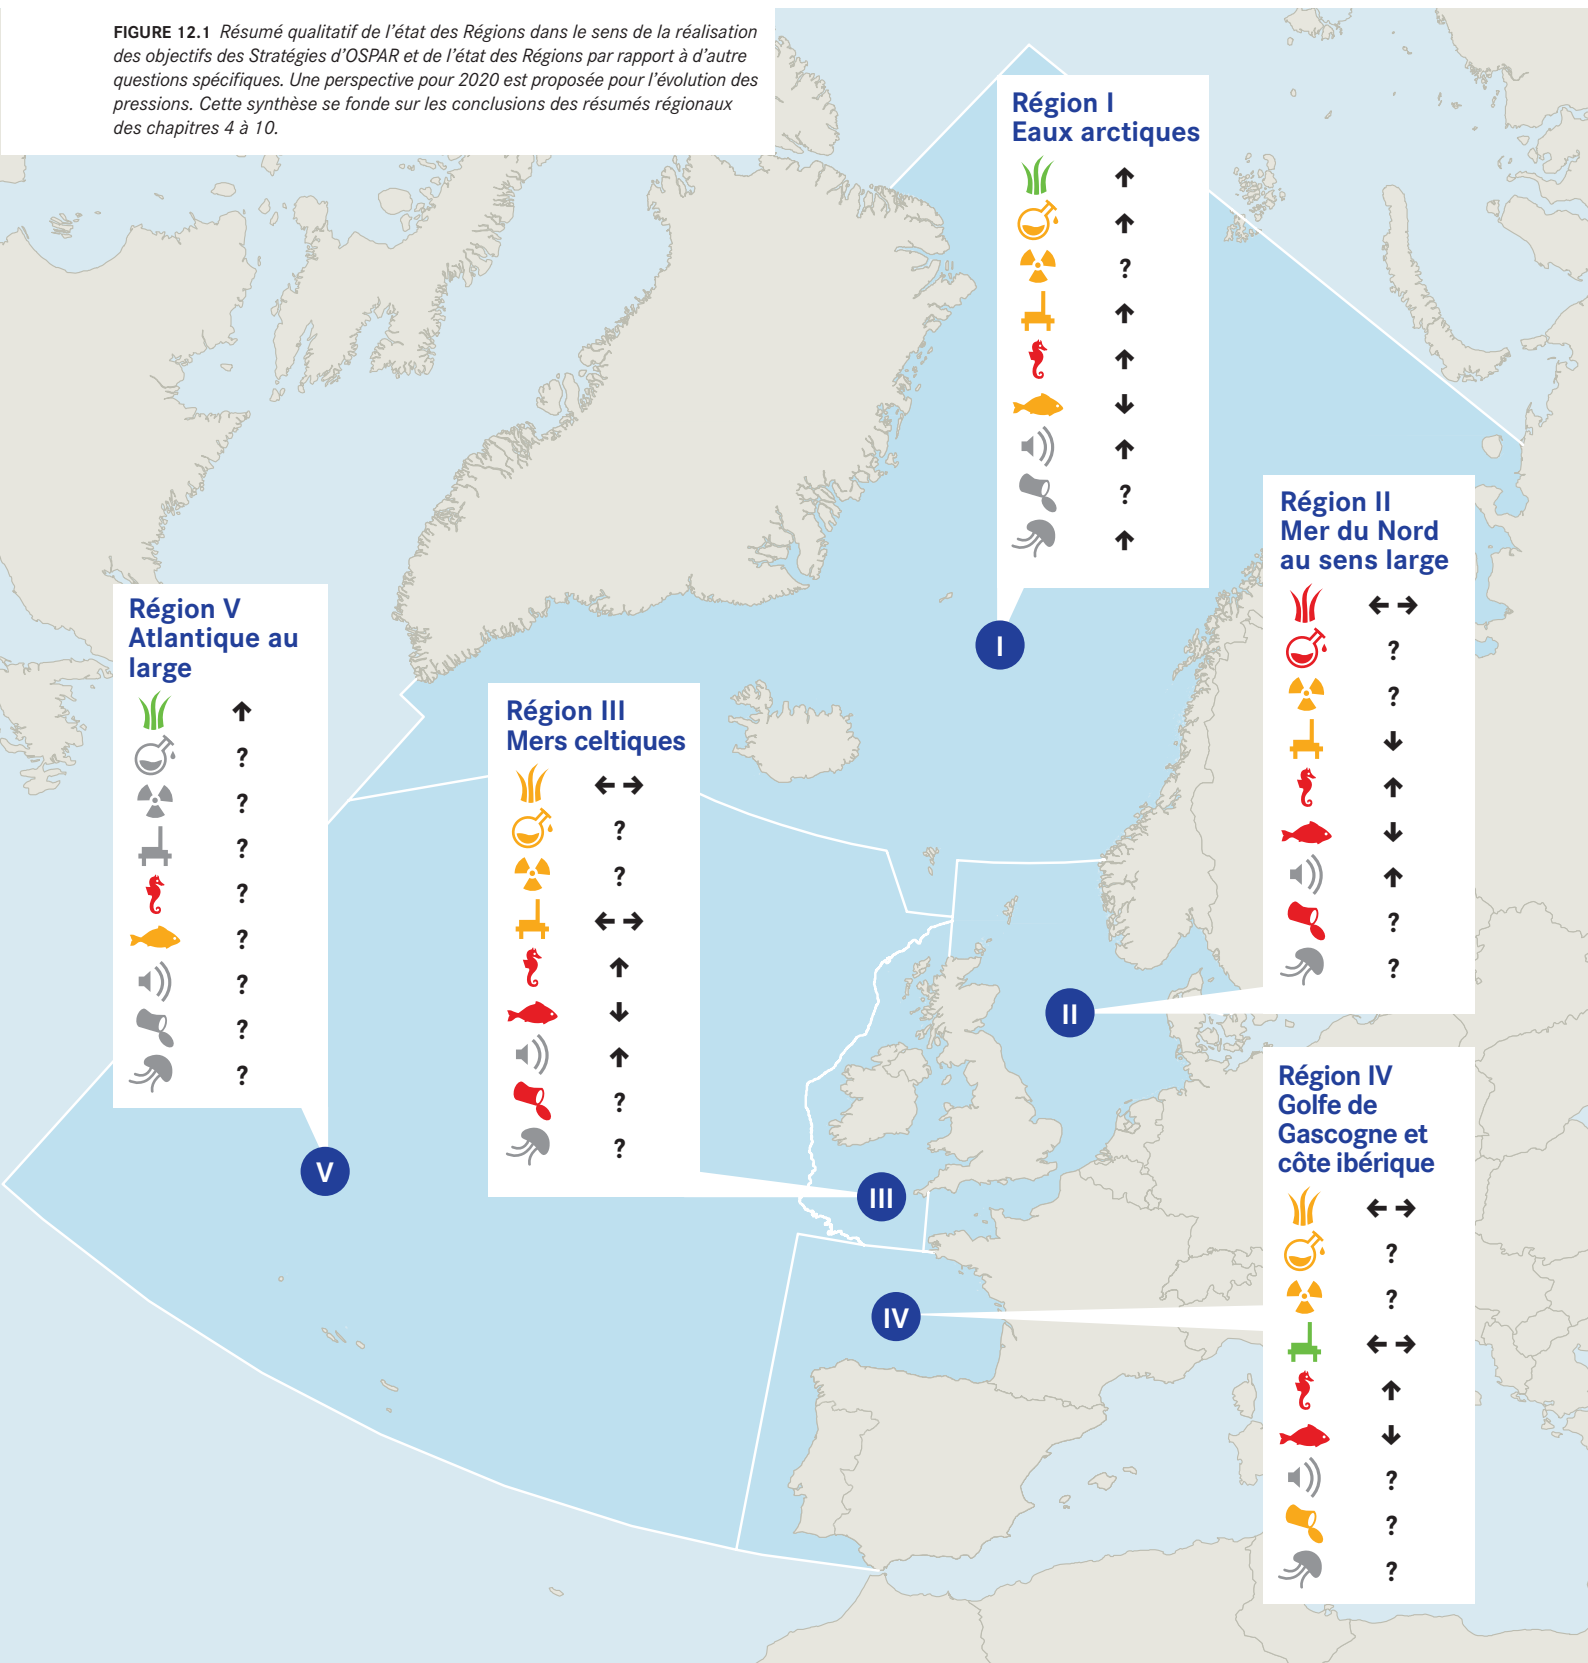 FIGURE 12.1 Résumé qualitatif de l'état des Régions dans le sens de la réalisation
des objectifs des Stratégies d'OSPAR et de l'état des Régions par rapport à d'autre
questions spécifiques. Une perspective pour 2020 est proposée pour l'évolution des
pressions. Cette synthèse se fonde sur les conclusions des résumés régionaux
des chapitres 4 à 10.
Région I
Eaux arctiques
↑
↑
?
↑
↑
↓
↑
?
↑
I
Région II
Mer du Nord
au sens large
← →
?
?
↓
↑
↓
↑
?
?
II
Région V
Atlantique au
large
↑
?
?
?
?
?
?
?
?
V
Région III
Mers celtiques
← →
?
?
← →
↑
↓
↑
?
?
III
Région IV
Golfe de
Gascogne et
côte ibérique
← →
?
?
← →
↑
↓
?
?
?
IV